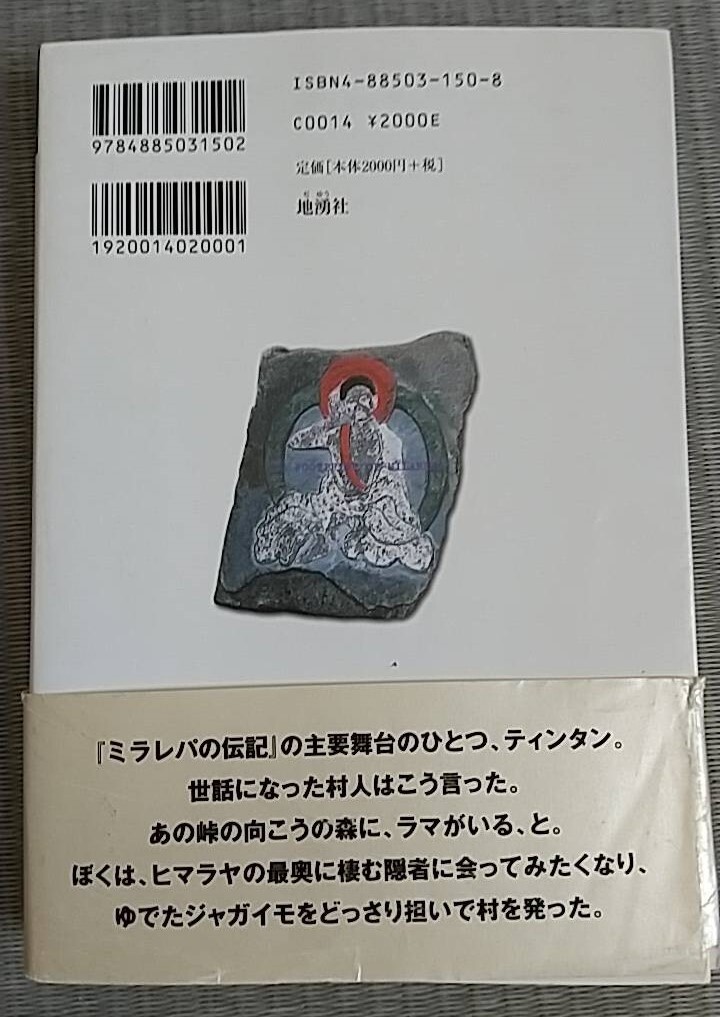 ISBN4-88503-150-8
C0014 ¥2000E
9784885031502
定価[本体2000円+税]
1920014020001
ぢ ゆう
地湧社
『ミラレパの伝記』の主要舞台のひとつ、ティンタン。
世話になった村人はこう言った。
あの峠の向こうの森に、ラマがいる、と。
ぼくは、ヒマラヤの最奥に棲む隠者に会ってみたくなり、
ゆでたジャガイモをどっさり担いで村を発った。